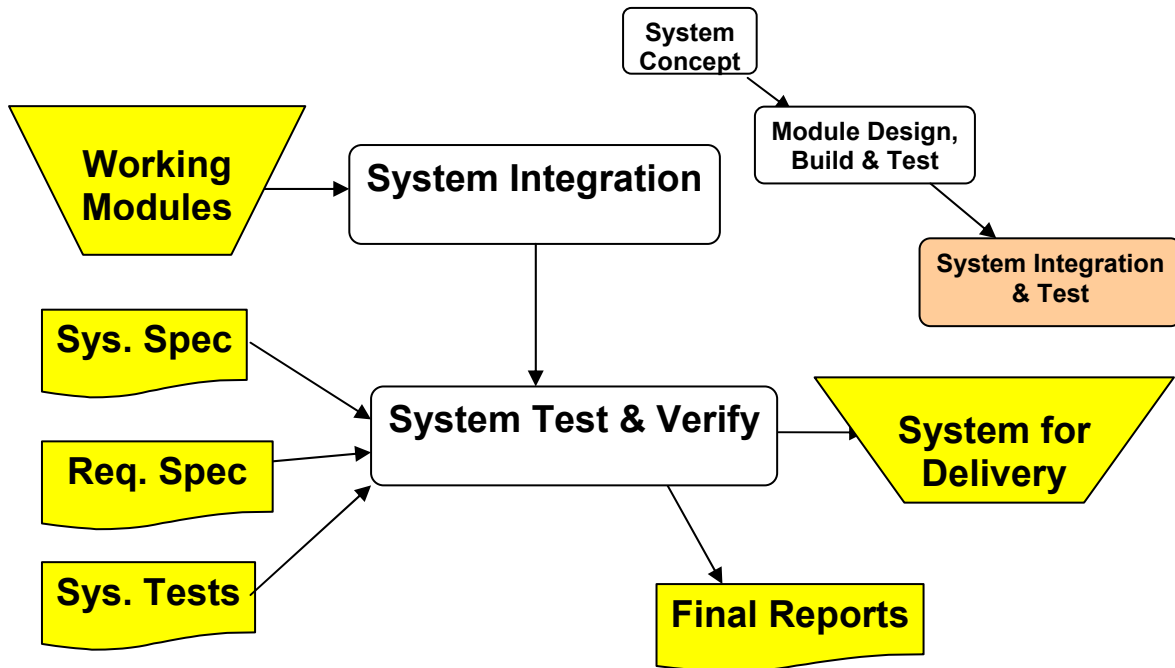 System
Concept
Module Design,
Build & Test
System Integration
& Test
Working
Modules
System Integration
Sys. Spec
Req. Spec
Sys. Tests
System Test & Verify
System for
Delivery
Final Reports